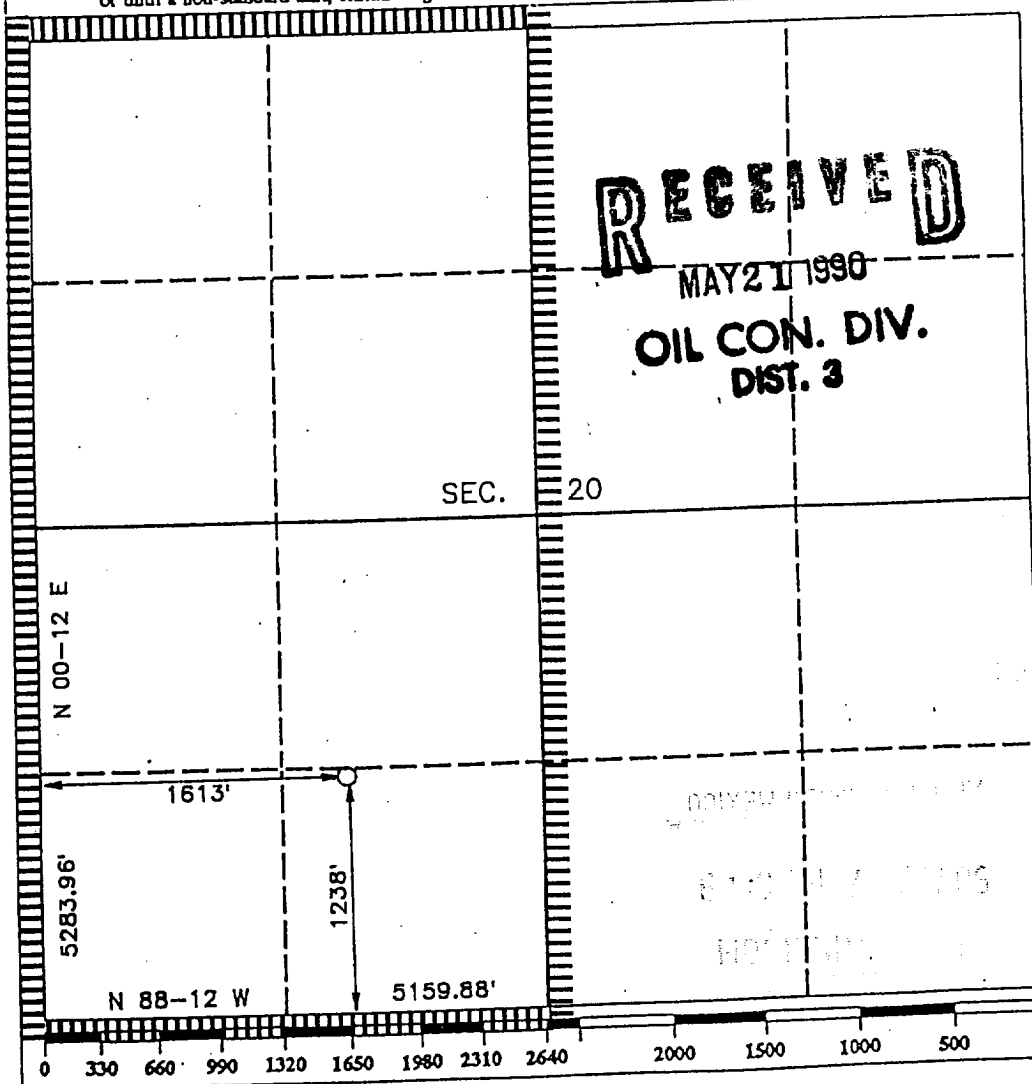 RECEIVED
MAY 21 1990
OIL CON. DIV.
DIST. 3
SEC. 20
N 00-12 E
1613'
1238'
5283.96'
N 88-12 W
5159.88'
0 330 660 990 1320 1650 1980 2310 2640 2000 1500 1000 500